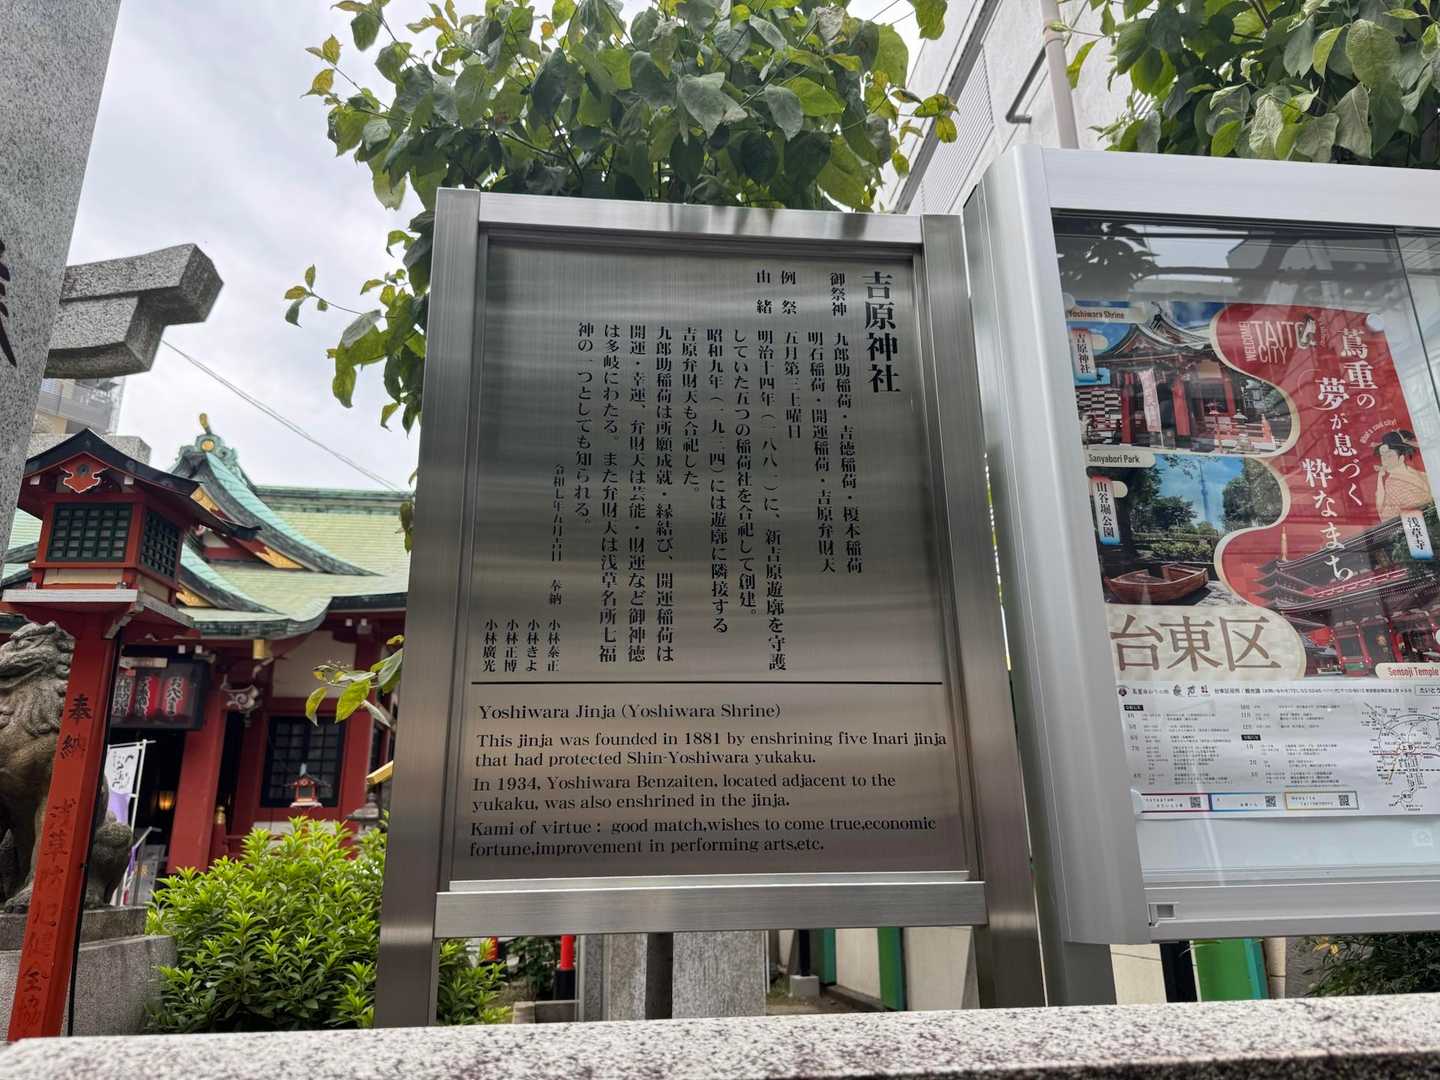 吉原神社
御祭神　九郎助稲荷・吉徳稲荷・榎本稲荷
明石稲荷・開運稲荷・吉原弁財天
例　祭　五月第三土曜日
由　緒　明治十四年（一八八一）に、新吉原遊廓を守護
していた五つの稲荷社を合祀して創建。
昭和九年（一九三四）には遊廓に隣接する
吉原弁財天も合祀した。
九郎助稲荷は所願成就・縁結び、開運稲荷は
開運・幸運、弁財天は芸能・財運など御神徳
は多岐にわたる。また弁財天は浅草名所七福
神の一つとしても知られる。
令和七年五月吉日　奉納　小林泰正
小林きよ
小林正博
小林廣光
Yoshiwara Jinja (Yoshiwara Shrine)
This jinja was founded in 1881 by enshrining five Inari jinja
that had protected Shin-Yoshiwara yukaku.
In 1934, Yoshiwara Benzaiten, located adjacent to the
yukaku, was also enshrined in the jinja.
Kami of virtue : good match,wishes to come true,economic
fortune,improvement in performing arts,etc.
Yoshiwara Shrine
吉原神社
WELCOME
TAITO
CITY
蔦重の
夢が息づく
粋なまち
Sanyabori Park
山谷堀公園
浅草寺
台東区
Sensoji Temple
奉納